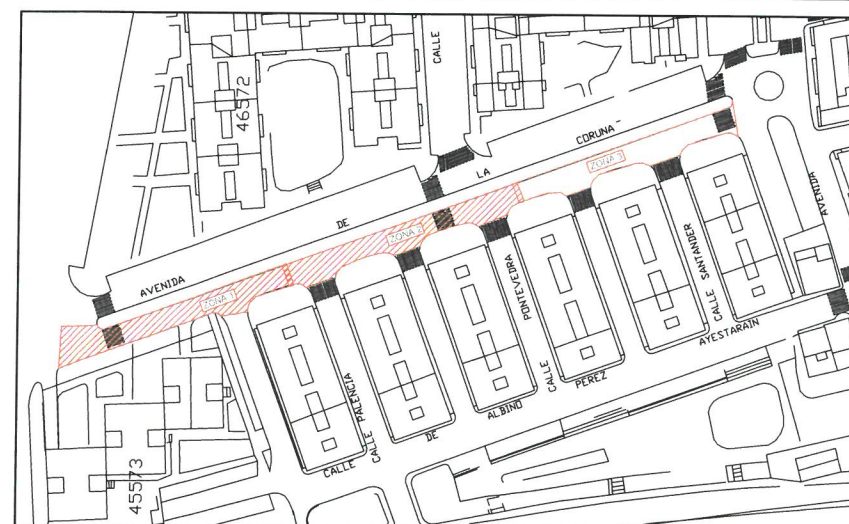 46572
CALLE
AVENIDA DE LA CORUNA
ZONA 1
ZONA 2
ZONA 3
AVENIDA
CALLE PALENCIA
CALLE PONTEVEDRA
CALLE SANTANDER
CALLE DE ALBINO PEREZ AYESTARAIN
45573